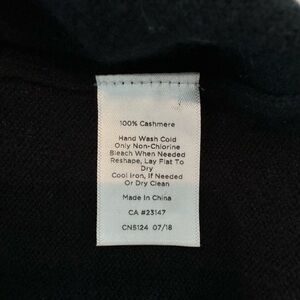 100% Cashmere
Hand Wash Cold
Only Non-Chlorine
Bleach When Needed
Reshape, Lay Flat To
Dry
Cool Iron, If Needed
Or Dry Clean
Made In China
CA #23147
CN5124 07/18